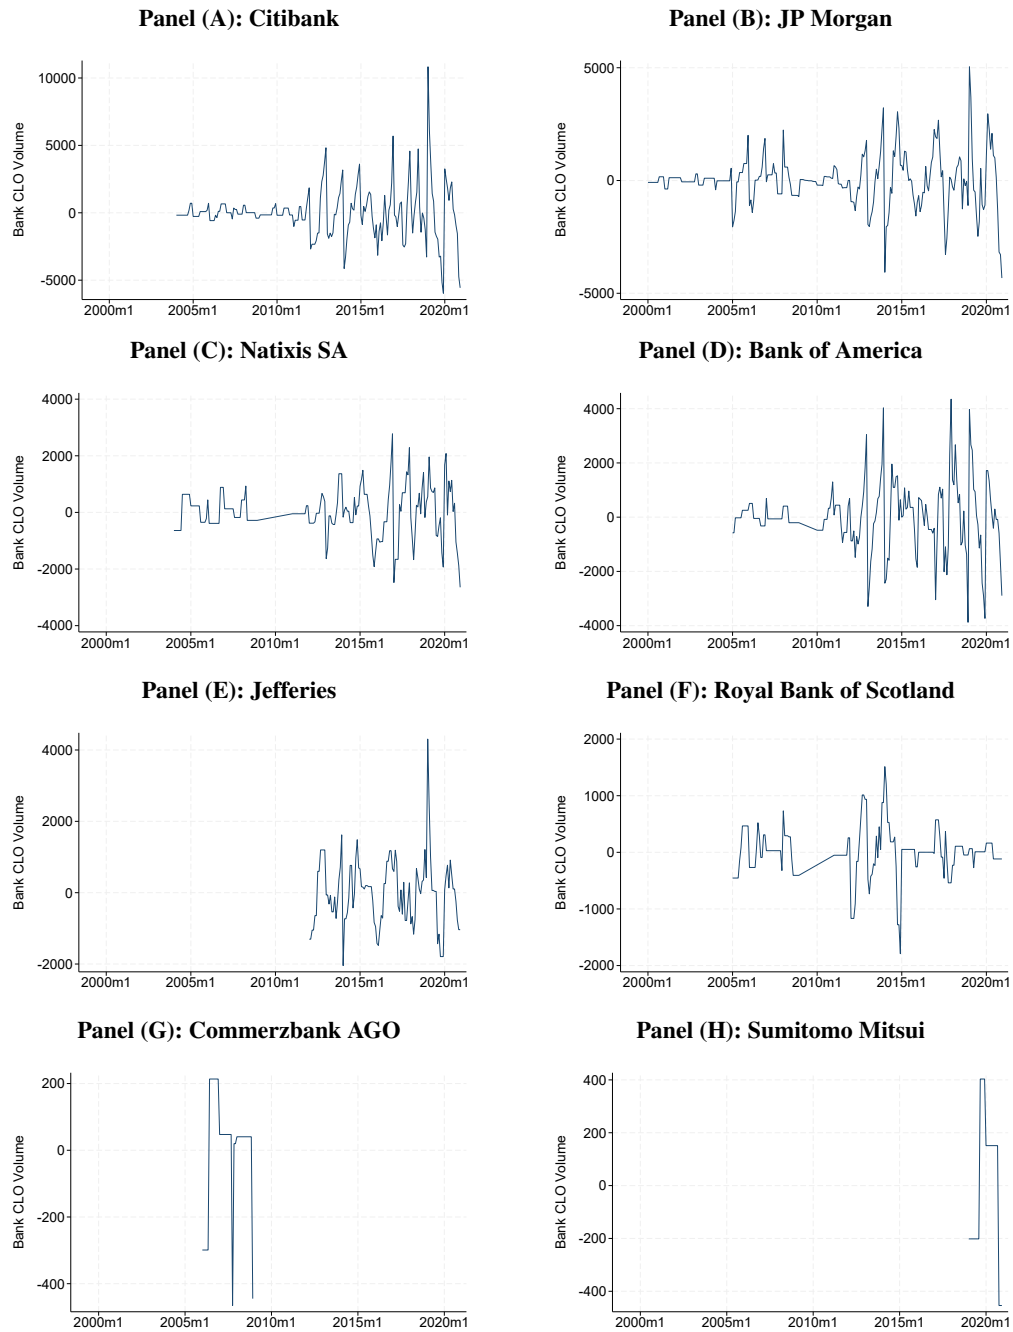 Panel (A): Citibank
Bank CLO Volume
10000
5000
0
-5000
2000m1 2005m1 2010m1 2015m1 2020m1
Panel (B): JP Morgan
Bank CLO Volume
5000
0
-5000
2000m1 2005m1 2010m1 2015m1 2020m1
Panel (C): Natixis SA
Bank CLO Volume
4000
2000
0
-2000
-4000
2000m1 2005m1 2010m1 2015m1 2020m1
Panel (D): Bank of America
Bank CLO Volume
4000
2000
0
-2000
-4000
2000m1 2005m1 2010m1 2015m1 2020m1
Panel (E): Jefferies
Bank CLO Volume
4000
2000
0
-2000
2000m1 2005m1 2010m1 2015m1 2020m1
Panel (F): Royal Bank of Scotland
Bank CLO Volume
2000
1000
0
-1000
-2000
2000m1 2005m1 2010m1 2015m1 2020m1
Panel (G): Commerzbank AGO
Bank CLO Volume
200
0
-200
-400
2000m1 2005m1 2010m1 2015m1 2020m1
Panel (H): Sumitomo Mitsui
Bank CLO Volume
400
200
0
-200
-400
2000m1 2005m1 2010m1 2015m1 2020m1